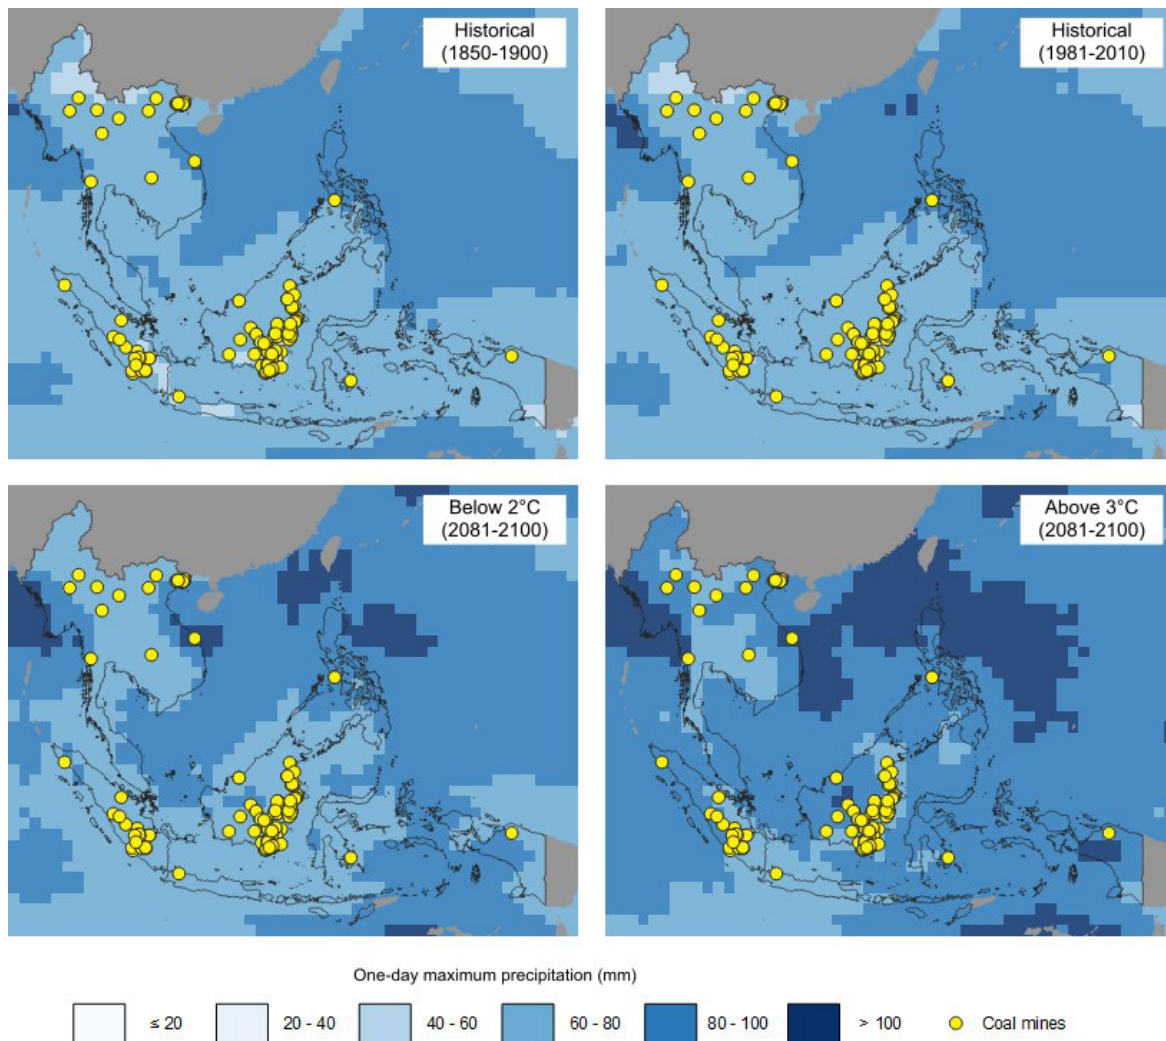 Historical
(1850-1900)
Historical
(1981-2010)
Below 2°C
(2081-2100)
Above 3°C
(2081-2100)
One-day maximum precipitation (mm)
≤ 20
20 - 40
40 - 60
60 - 80
80 - 100
> 100
Coal mines